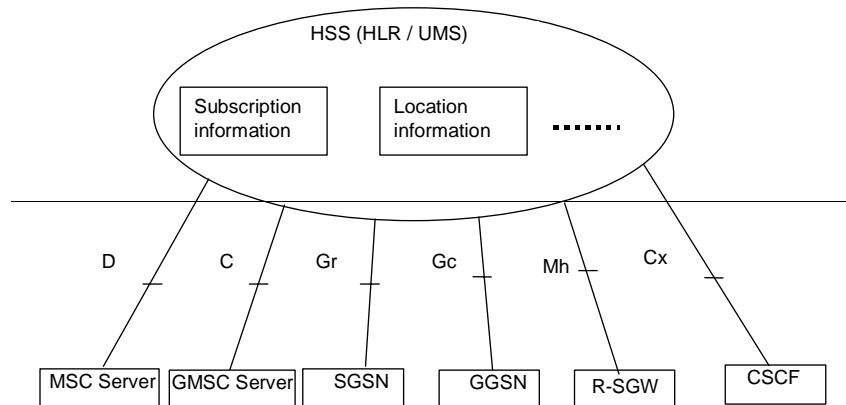 HSS (HLR / UMS)
Subscription
information
Location
information
D
C
Gr
Gc
Mh
Cx
MSC Server
GMSC Server
SGSN
GGSN
R-SGW
CSCF